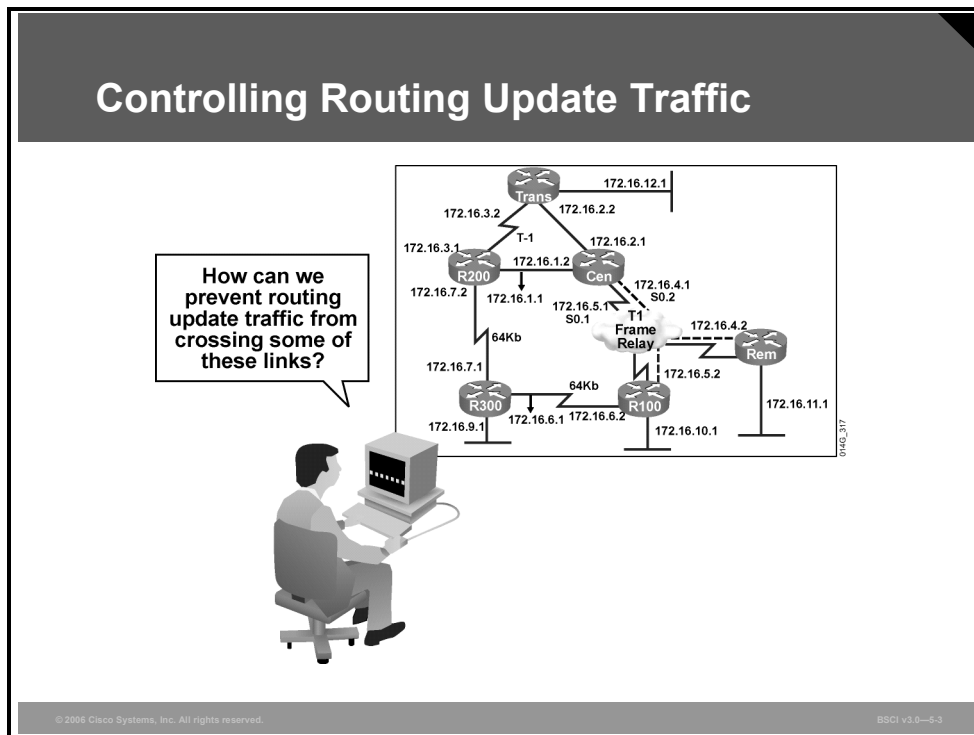 Controlling Routing Update Traffic
How can we
prevent routing
update traffic from
crossing some of
these links?
Trans
172.16.12.1
172.16.3.2
172.16.2.2
T-1
172.16.3.1
172.16.2.1
R200
172.16.1.2
Cen
172.16.7.2
172.16.1.1
172.16.4.1
S0.2
172.16.5.1
S0.1
T1
Frame
Relay
172.16.4.2
Rem
64Kb
172.16.7.1
172.16.5.2
64Kb
R300
R100
172.16.11.1
172.16.9.1
172.16.6.1
172.16.6.2
172.16.10.1
014G_317
© 2006 Cisco Systems, Inc. All rights reserved.
BSCI v3.0—5-3